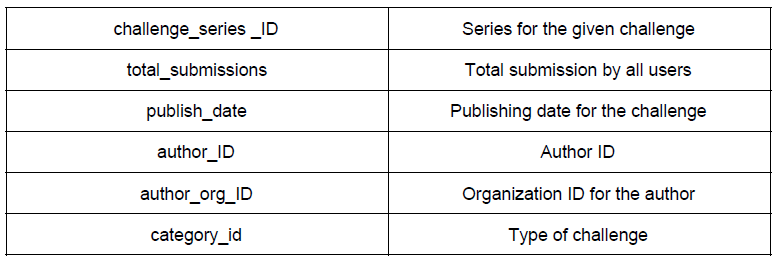 challenge_series _ID Series for the given challenge
total_submissions Total submission by all users
publish_date Publishing date for the challenge
author_ID Author ID
author_org_ID Organization ID for the author
category_id Type of challenge